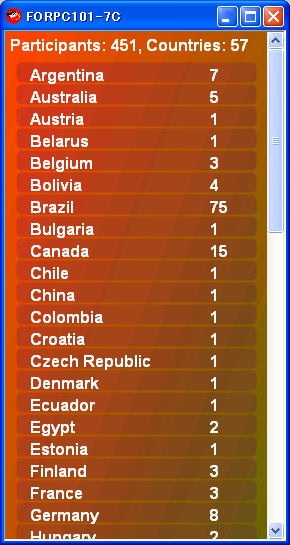 FORPC101-7C
Participants: 451, Countries: 57
Argentina 7
Australia 5
Austria 1
Belarus 1
Belgium 3
Bolivia 4
Brazil 75
Bulgaria 1
Canada 15
Chile 1
China 1
Colombia 1
Croatia 1
Czech Republic 1
Denmark 1
Ecuador 1
Egypt 2
Estonia 1
Finland 3
France 3
Germany 8
Hungary 2